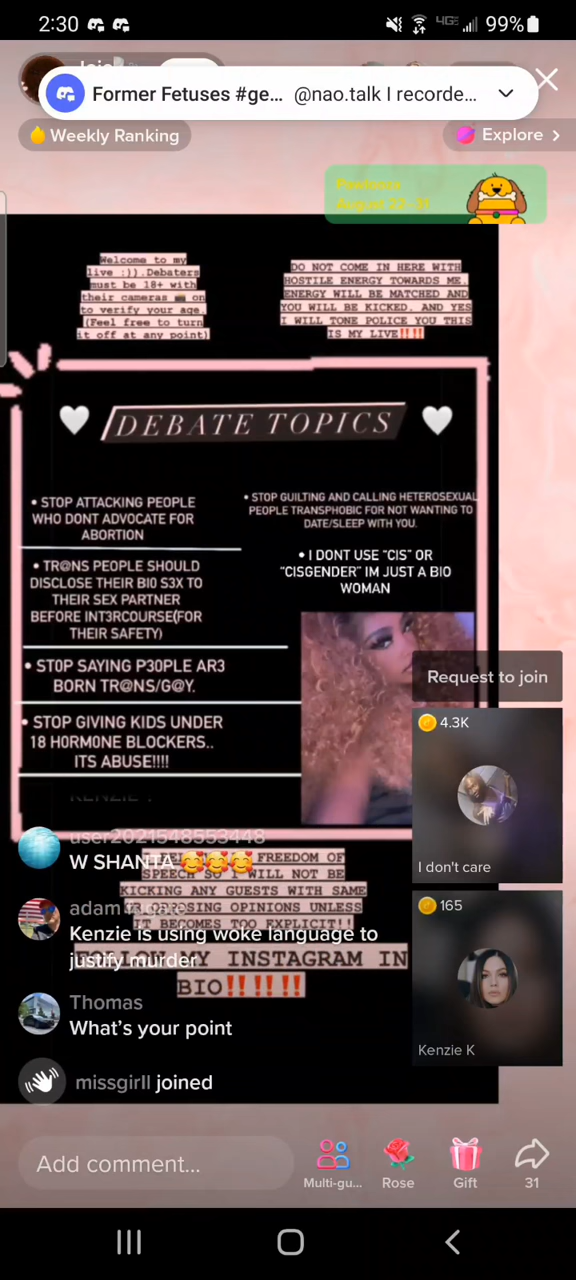 2:30
4GE
99%
Former Fetuses #ge... @nao.talk I recorde...
Weekly Ranking
Explore
August 22-31
Welcome to my
live :)).Debaters
must be 18+ with
their cameras 📸 on
to verify your age.
(Feel free to turn
it off at any point)
DO NOT COME IN HERE WITH
HOSTILE ENERGY TOWARDS ME.
ENERGY WILL BE MATCHED AND
YOU WILL BE KICKED. AND YES
I WILL TONE POLICE YOU THIS
IS MY LIVE‼️‼️
🤍 DEBATE TOPICS 🤍
• STOP ATTACKING PEOPLE
WHO DONT ADVOCATE FOR
ABORTION
• TR@NS PEOPLE SHOULD
DISCLOSE THEIR BI0 S3X TO
THEIR SEX PARTNER
BEFORE INT3RCOURSE(FOR
THEIR SAFETY)
• ST0P SAYING P30PLE AR3
BORN TR@NS/G@Y.
• STOP GIVING KIDS UNDER
18 H0RM0NE BLOCKERS..
ITS ABUSE!!!!
• STOP GUILTING AND CALLING HETEROSEXUAL
PEOPLE TRANSPHOBIC FOR NOT WANTING TO
DATE/SLEEP WITH YOU.
• I DONT USE “CIS” OR
“CISGENDER” IM JUST A BIO
WOMAN
Request to join
4.3K
I don't care
165
Kenzie K
user2021548553448
W SHANTA 🥰🥰🥰
FREEDOM OF
SPEECH SO I WILL NOT BE
KICKING ANY GUESTS WITH SAME
OPPOSING OPINIONS UNLESS
IT BECOMES TOO EXPLICIT!!
adam
Kenzie is using woke language to
justify murder
MY INSTAGRAM IN
BIO‼️‼️‼️
Thomas
What’s your point
missgirll joined
Add comment...
Multi-gu...
Rose
Gift
31